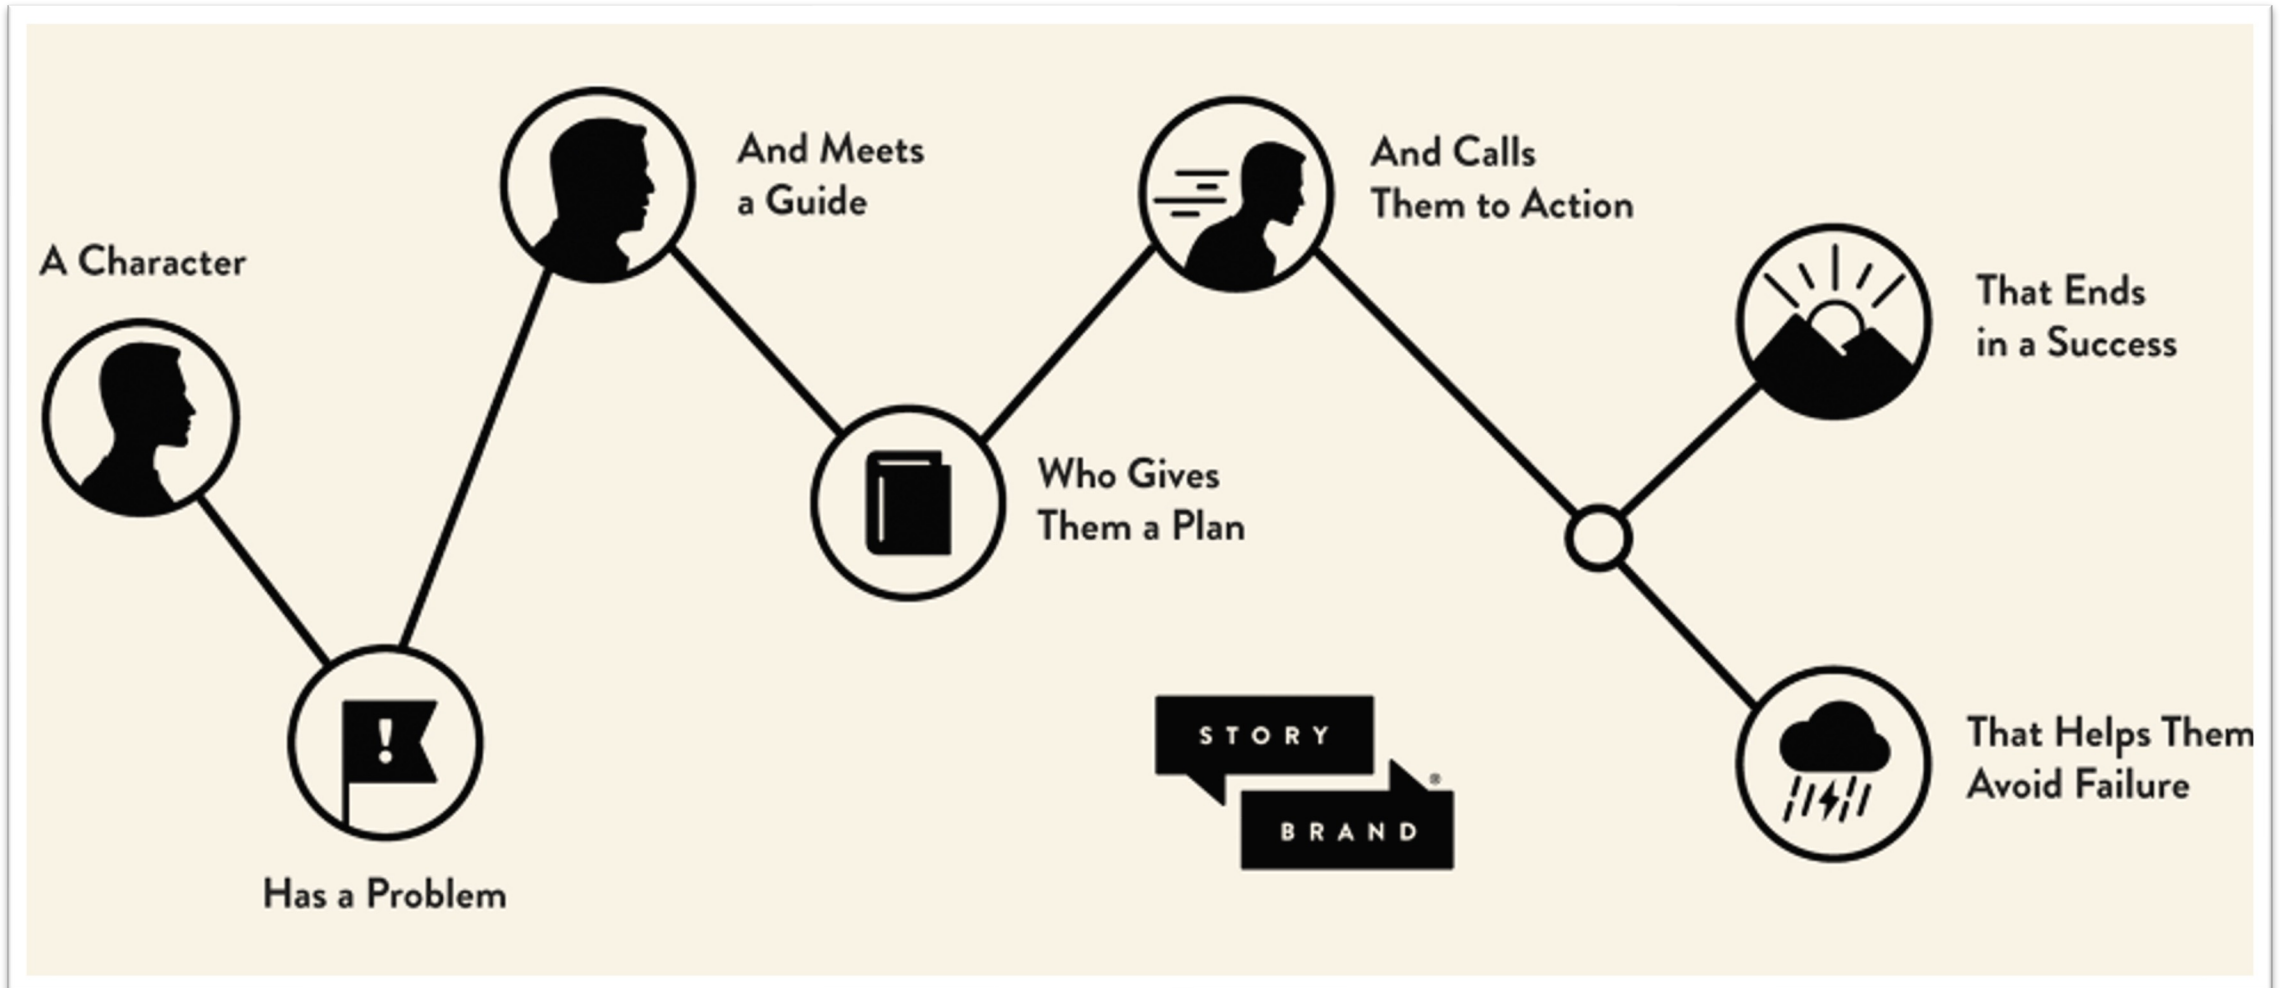 A Character
Has a Problem
And Meets
a Guide
Who Gives
Them a Plan
And Calls
Them to Action
That Ends
in a Success
That Helps Them
Avoid Failure
!
STORY
®
BRAND